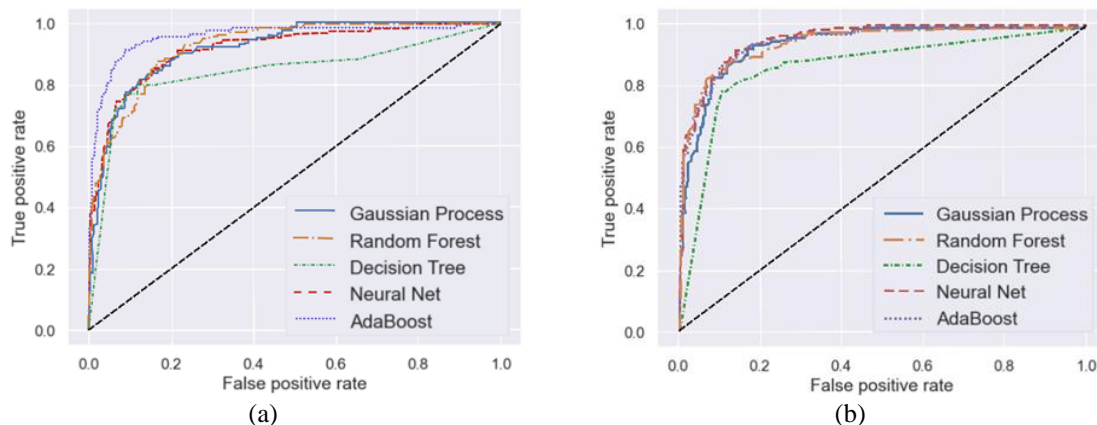 1.0
0.8
0.6
0.4
0.2
0.0
True positive rate
Gaussian Process
Random Forest
Decision Tree
Neural Net
AdaBoost
0.0 0.2 0.4 0.6 0.8 1.0
False positive rate
(a)
1.0
0.8
0.6
0.4
0.2
0.0
True positive rate
Gaussian Process
Random Forest
Decision Tree
Neural Net
AdaBoost
0.0 0.2 0.4 0.6 0.8 1.0
False positive rate
(b)